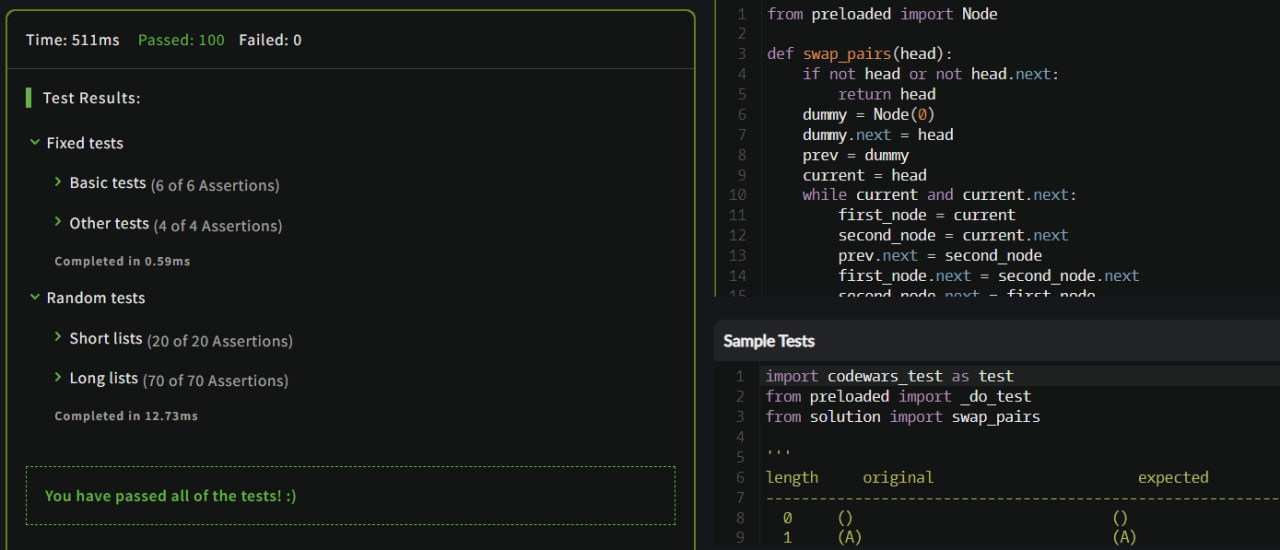 Time: 511ms Passed: 100 Failed: 0
Test Results:
Fixed tests
Basic tests (6 of 6 Assertions)
Other tests (4 of 4 Assertions)
Completed in 0.59ms
Random tests
Short lists (20 of 20 Assertions)
Long lists (70 of 70 Assertions)
Completed in 12.73ms
You have passed all of the tests! :)
1 from preloaded import Node
2
3 def swap_pairs(head):
4     if not head or not head.next:
5         return head
6     dummy = Node(0)
7     dummy.next = head
8     prev = dummy
9     current = head
10     while current and current.next:
11         first_node = current
12         second_node = current.next
13         prev.next = second_node
14         first_node.next = second_node.next
15         second_node.next = first_node
Sample Tests
1 import codewars_test as test
2 from preloaded import _do_test
3 from solution import swap_pairs
4
5 '''
6 length     original                       expected
7 ----------------------------------------------------------
8   0     ()                             ()
9   1     (A)                            (A)